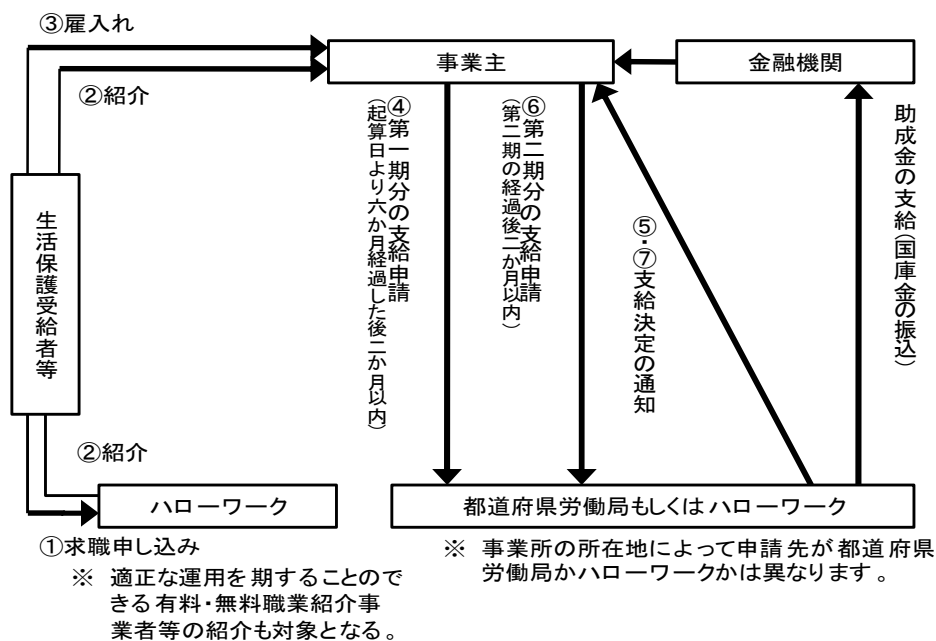 ③雇入れ
事業主
金融機関
②紹介
④第一期分の支給申請
(起算日より六か月経過した後二か月以内)
⑥第二期分の支給申請
(第二期の経過後二か月以内)
⑤・⑦支給決定の通知
助成金の支給(国庫金の振込)
生活保護受給者等
②紹介
ハローワーク
都道府県労働局もしくはハローワーク
①求職申し込み
※ 適正な運用を期することので
きる有料・無料職業紹介事
業者等の紹介も対象となる。
※ 事業所の所在地によって申請先が都道府県
労働局かハローワークかは異なります。